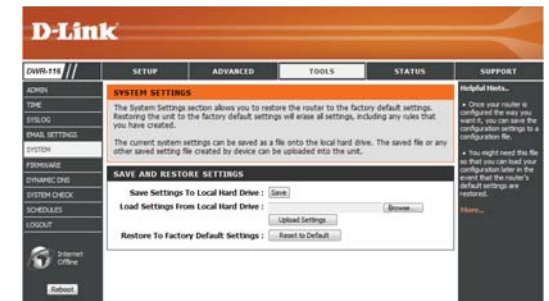 D-Link
DWR-116
SETUP
ADVANCED
TOOLS
STATUS
SUPPORT
ADMIN
TIME
SYSLOG
EMAIL SETTINGS
SYSTEM
FIRMWARE
DYNAMIC DNS
SYSTEM CHECK
SCHEDULES
LOGOUT
Internet
Offline
Reboot
SYSTEM SETTINGS
The System Settings section allows you to restore the router to the factory default settings.
Restoring the unit to the factory default settings will erase all settings, including any rules that
you have created.
The current system settings can be saved as a file onto the local hard drive. The saved file or any
other saved setting file created by device can be uploaded into the unit.
SAVE AND RESTORE SETTINGS
Save Settings To Local Hard Drive : Save
Load Settings From Local Hard Drive : Browse...
Upload Settings
Restore To Factory Default Settings : Reset to Default
Helpful Hints..
• Once your router is
configured the way you
want it, you can save the
configuration settings to a
configuration file.
• You might need this file
so that you can load your
configuration later in the
event that the router's
default settings are
restored.
More...